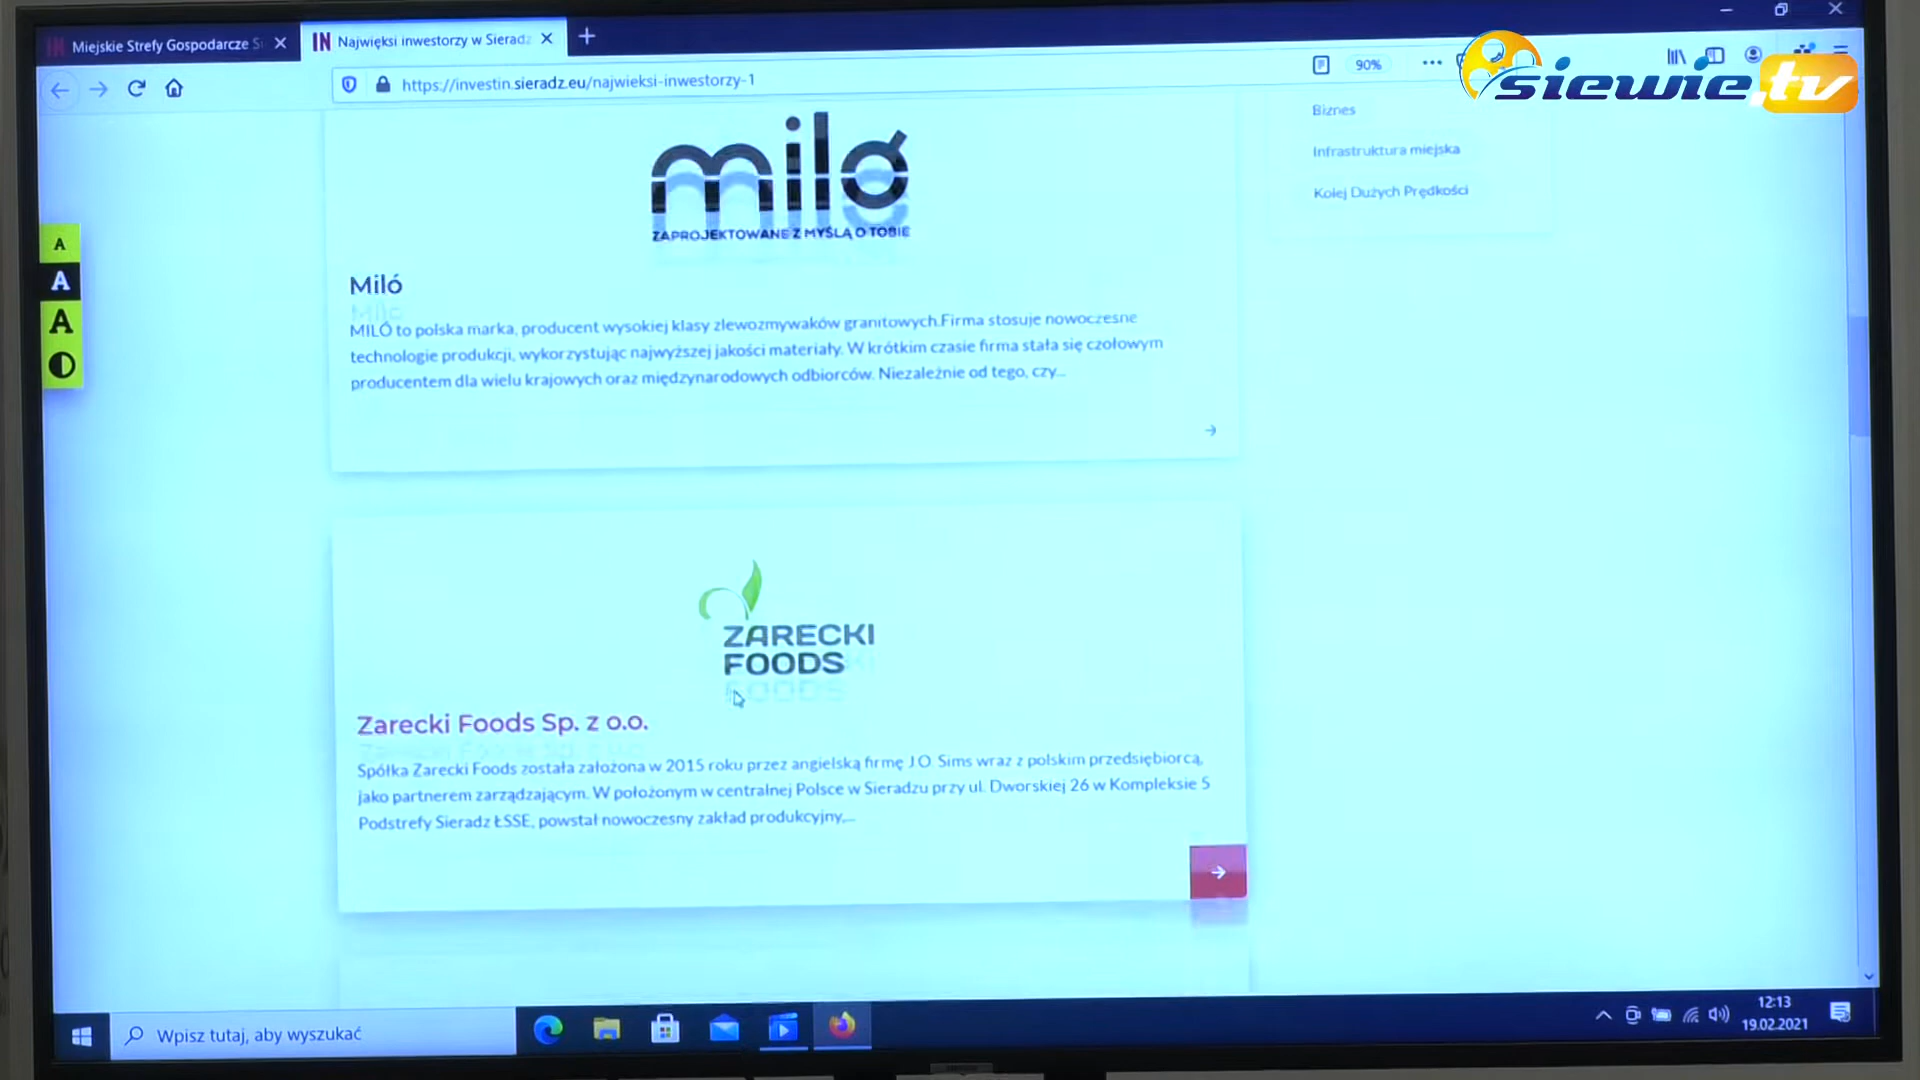 Miejskie Strefy Gospodarcze S
Najwięksi inwestorzy w Sieradz
https://investin.sieradz.eu/najwieksi-inwestorzy-1
90%
siewie.tv
Biznes
Infrastruktura miejska
Kolej Dużych Prędkości
A
A
A
miló
ZAPROJEKTOWANE Z MYŚLĄ O TOBIE
Miló
MILÓ to polska marka, producent wysokiej klasy zlewozmywaków granitowych.Firma stosuje nowoczesne
technologie produkcji, wykorzystując najwyższej jakości materiały. W krótkim czasie firma stała się czołowym
producentem dla wielu krajowych oraz międzynarodowych odbiorców. Niezależnie od tego, czy...
ZARECKI
FOODS
Zarecki Foods Sp. z o.o.
Spółka Zarecki Foods została założona w 2015 roku przez angielską firmę J.O. Sims wraz z polskim przedsiębiorcą,
jako partnerem zarządzającym. W położonym w centralnej Polsce w Sieradzu przy ul. Dworskiej 26 w Kompleksie 5
Podstrefy Sieradz ŁSSE, powstał nowoczesny zakład produkcyjny,...
Wpisz tutaj, aby wyszukać
12:13
19.02.2021